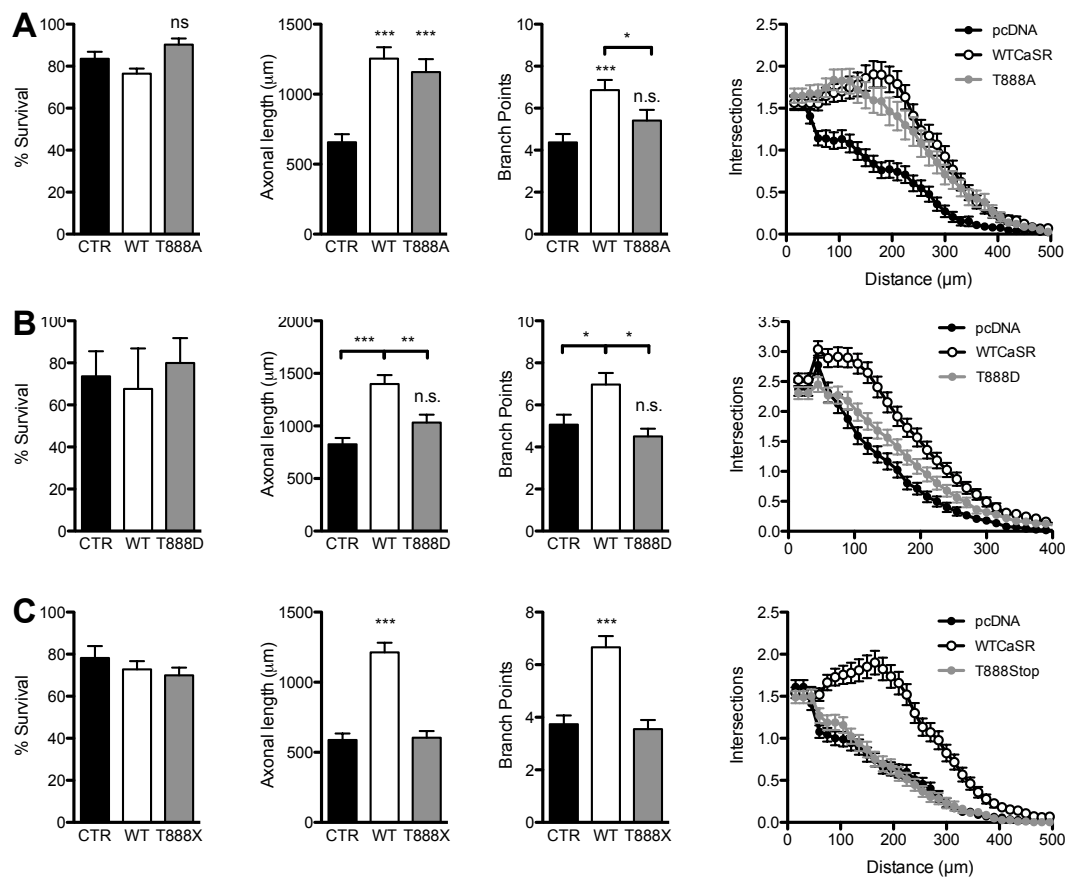 A
% Survival
100
80
60
40
20
0
ns
CTR WT T888A
Axonal length (µm)
1500
1000
500
0
*** ***
CTR WT T888A
Branch Points
10
8
6
4
2
0
*
***
n.s.
CTR WT T888A
Intersections
2.5
2.0
1.5
1.0
0.5
0.0
pcDNA
WTCaSR
T888A
0 100 200 300 400 500
Distance (µm)
B
% Survival
100
80
60
40
20
0
CTR WT T888D
Axonal length (µm)
2000
1500
1000
500
0
*** **
n.s.
CTR WT T888D
Branch Points
10
8
6
4
2
0
* *
n.s.
CTR WT T888D
Intersections
3.5
3.0
2.5
2.0
1.5
1.0
0.5
0.0
pcDNA
WTCaSR
T888D
0 100 200 300 400
C
% Survival
100
80
60
40
20
0
CTR WT T888X
Axonal length (µm)
1500
1000
500
0
***
CTR WT T888X
Branch Points
8
6
4
2
0
***
CTR WT T888X
Intersections
2.5
2.0
1.5
1.0
0.5
0.0
pcDNA
WTCaSR
T888Stop
0 100 200 300 400 500
Distance (µm)